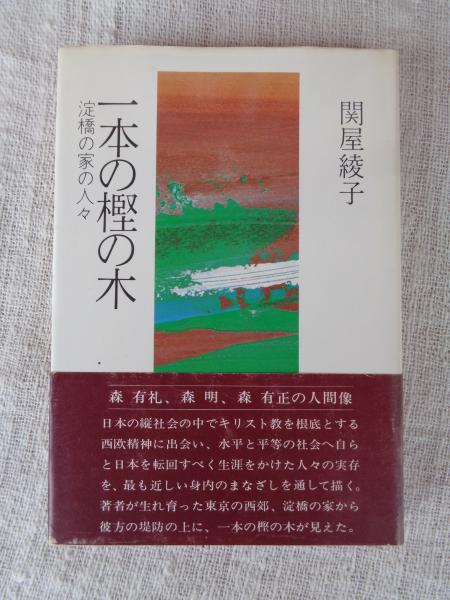 関屋綾子
一本の樫の木
淀橋の家の人々
森 有礼、森 明、森 有正の人間像
日本の縦社会の中でキリスト教を根底とする
西欧精神に出会い、水平と平等の社会へ自ら
と日本を転回すべく生涯をかけた人々の実存
を、最も近しい身内のまなざしを通して描く。
著者が生れ育った東京の西郊、淀橋の家から
彼方の堤防の上に、一本の樫の木が見えた。